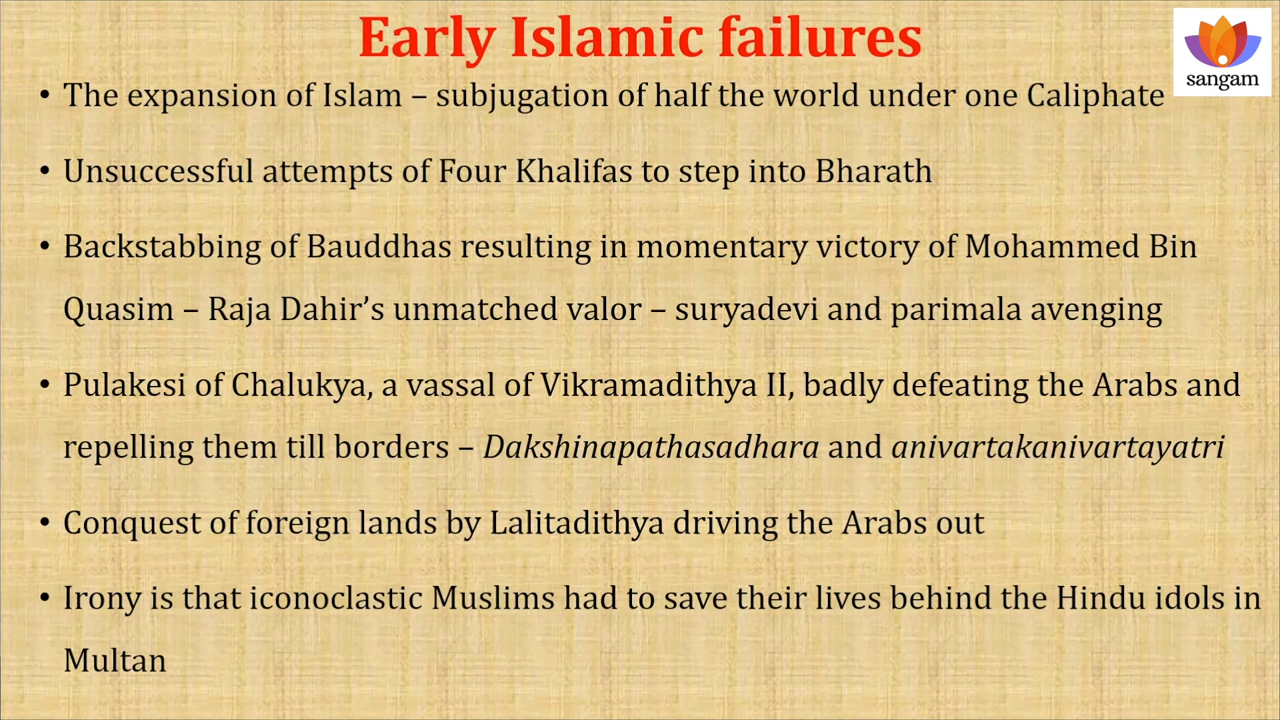 Early Islamic failures
sangam
• The expansion of Islam – subjugation of half the world under one Caliphate
• Unsuccessful attempts of Four Khalifas to step into Bharath
• Backstabbing of Bauddhas resulting in momentary victory of Mohammed Bin
Quasim – Raja Dahir’s unmatched valor – suryadevi and parimala avenging
• Pulakesi of Chalukya, a vassal of Vikramadithya II, badly defeating the Arabs and
repelling them till borders – Dakshinapathasadhara and anivartakanivartayatri
• Conquest of foreign lands by Lalitadithya driving the Arabs out
• Irony is that iconoclastic Muslims had to save their lives behind the Hindu idols in
Multan